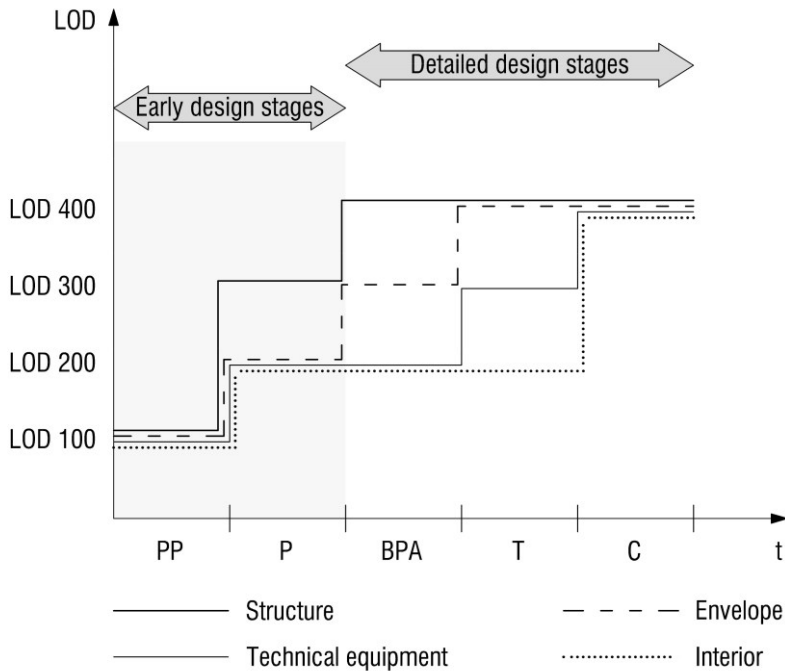 LOD
Detailed design stages
Early design stages
LOD 400
LOD 300
LOD 200
LOD 100
PP P BPA T C t
Structure Envelope
Technical equipment Interior